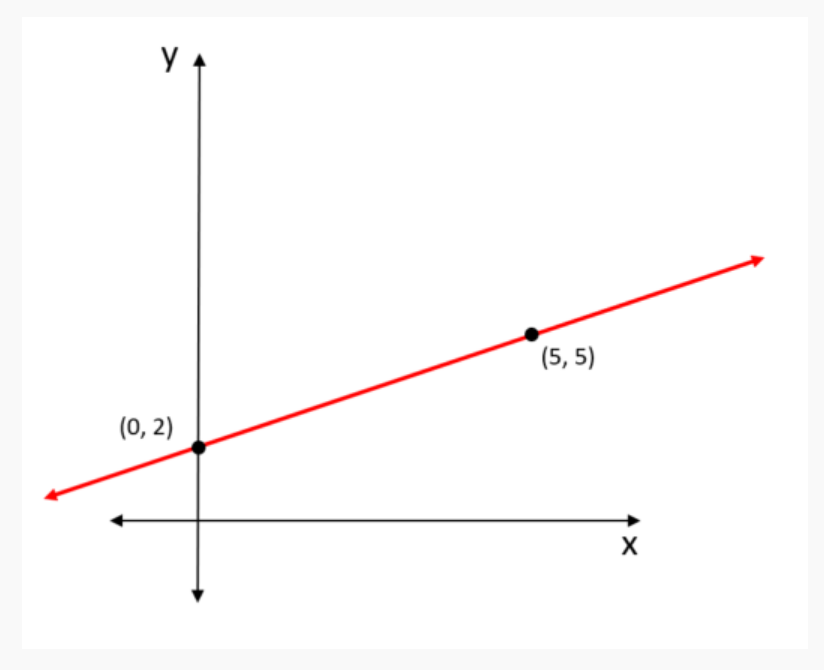 y
(5, 5)
(0, 2)
x